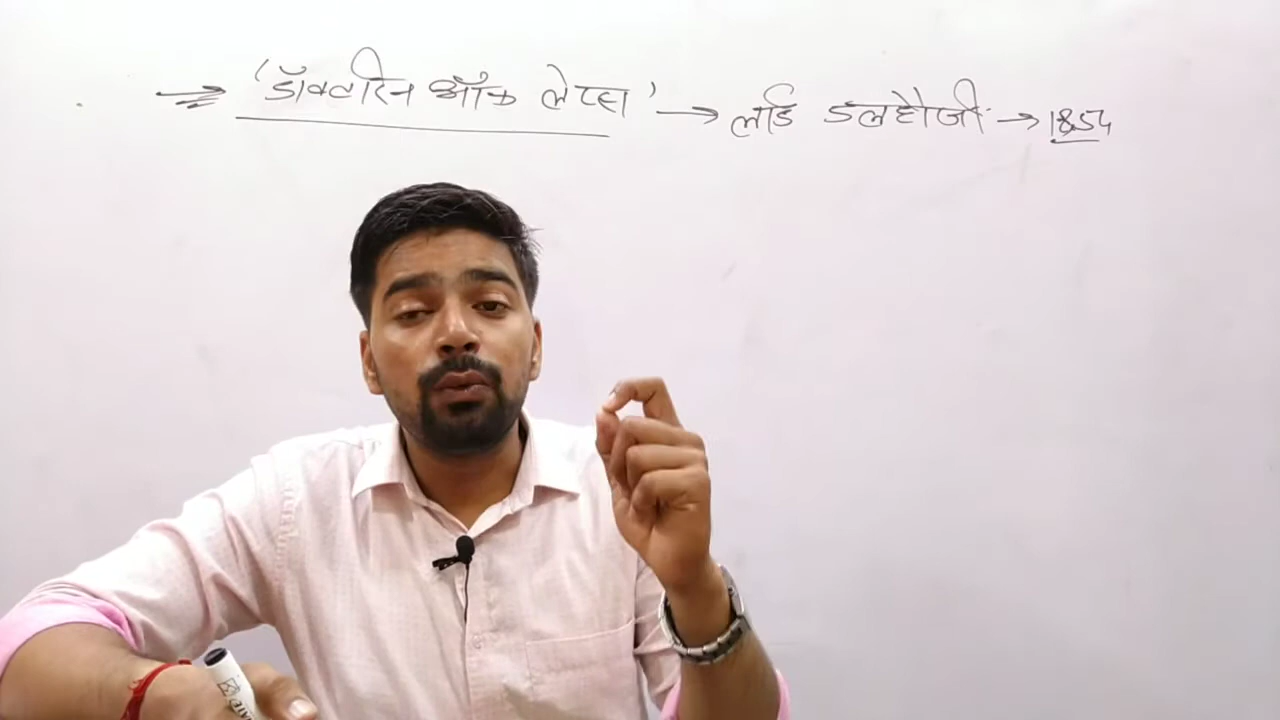 → 'डॉक्टरिन ऑफ लेप्स' → लार्ड डलहौजी → 1854